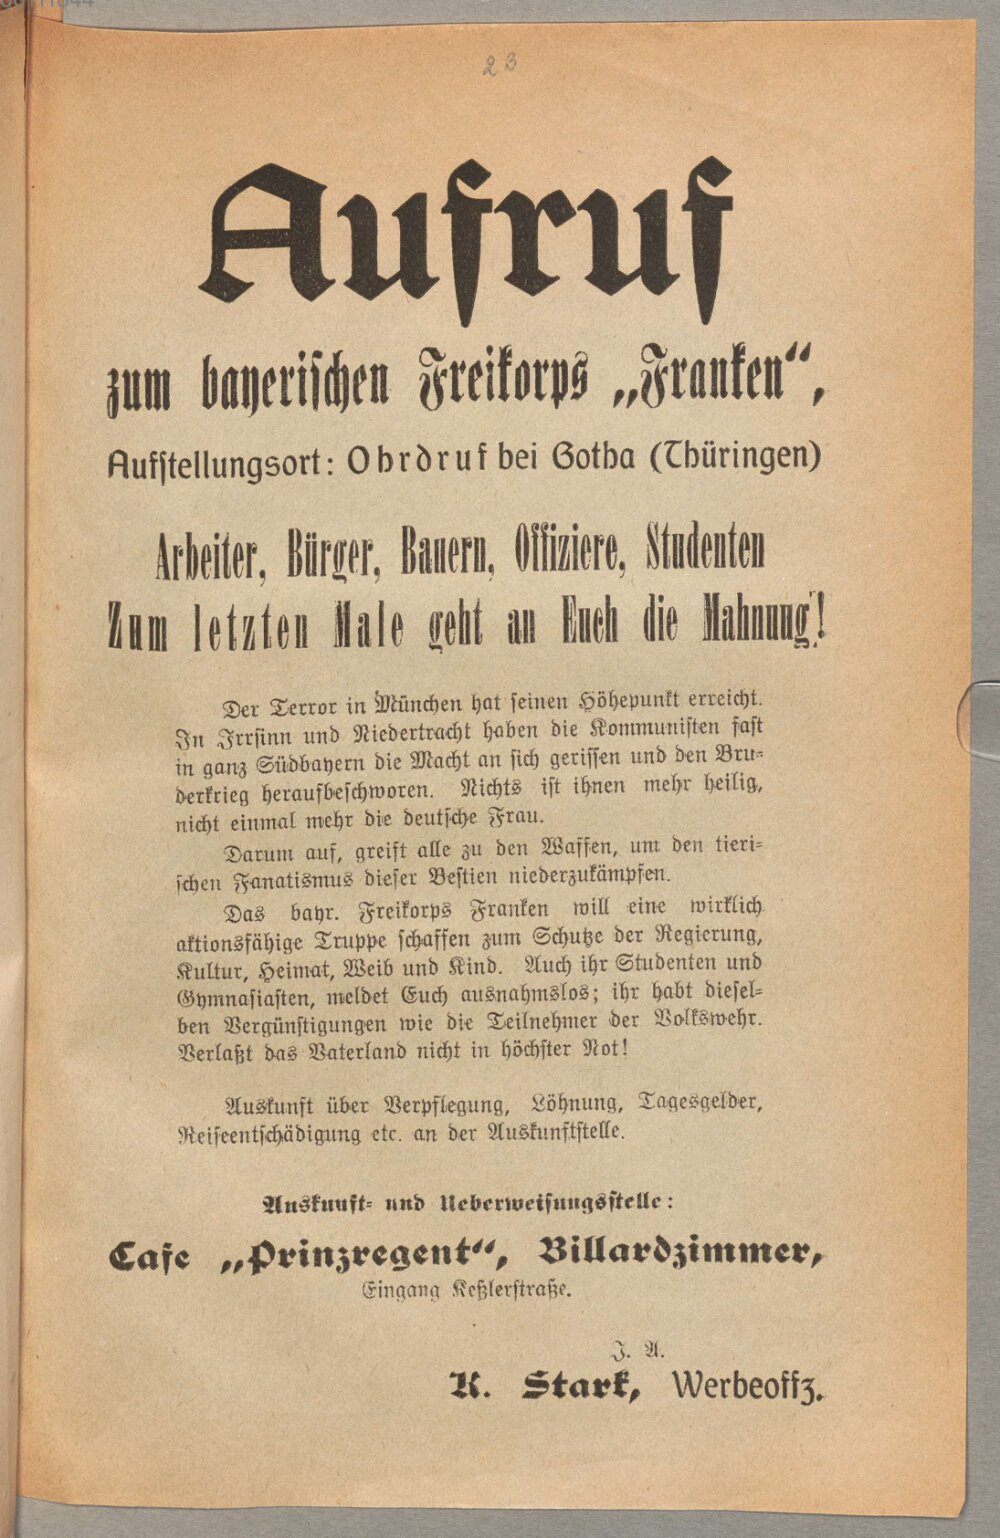 23
Aufruf
zum bayerischen Freikorps „Franken“,
Aufstellungsort: Ohrdruf bei Gotha (Thüringen)
Arbeiter, Bürger, Bauern, Offiziere, Studenten
Zum letzten Male geht an Euch die Mahnung!
Der Terror in München hat seinen Höhepunkt erreicht.
In Irrsinn und Niedertracht haben die Kommunisten fast
in ganz Südbayern die Macht an sich gerissen und den Bru-
derkrieg heraufbeschworen. Nichts ist ihnen mehr heilig,
nicht einmal mehr die deutsche Frau.
Darum auf, greift alle zu den Waffen, um den tieri-
schen Fanatismus dieser Bestien niederzukämpfen.
Das bayr. Freikorps Franken will eine wirklich
aktionsfähige Truppe schaffen zum Schutze der Regierung,
Kultur, Heimat, Weib und Kind. Auch ihr Studenten und
Gymnasiasten, meldet Euch ausnahmslos; ihr habt diesel-
ben Vergünstigungen wie die Teilnehmer der Volkswehr.
Verlaßt das Vaterland nicht in höchster Not!
Auskunft über Verpflegung, Löhnung, Tagesgelder,
Reiseentschädigung etc. an der Auskunftstelle.
Auskunft- und Ueberweisungsstelle:
Cafe „Prinzregent“, Billardzimmer,
Eingang Keßlerstraße.
J. A.
K. Stark, Werbeoffz.